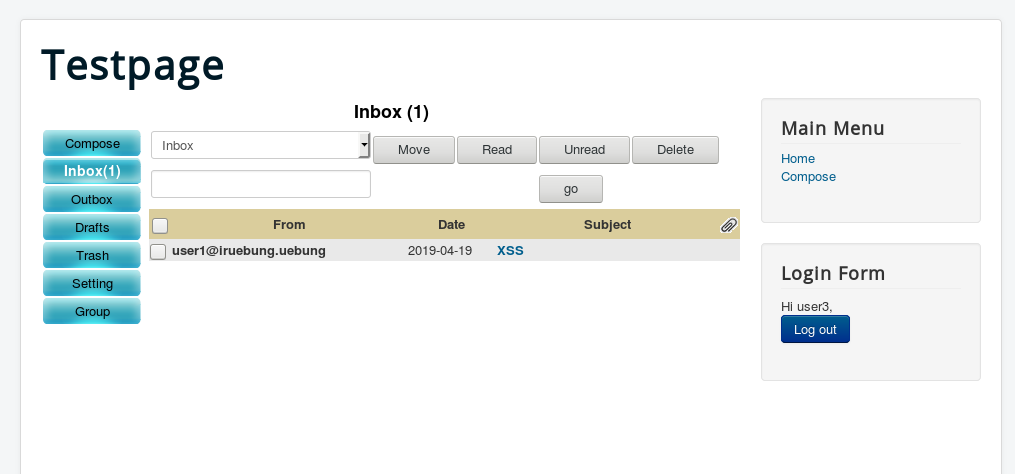 Testpage
Inbox (1)
Compose
Inbox(1)
Outbox
Drafts
Trash
Setting
Group
Inbox Move Read Unread Delete
go
From Date Subject
user1@iruebung.uebung 2019-04-19 XSS
Main Menu
Home
Compose
Login Form
Hi user3,
Log out